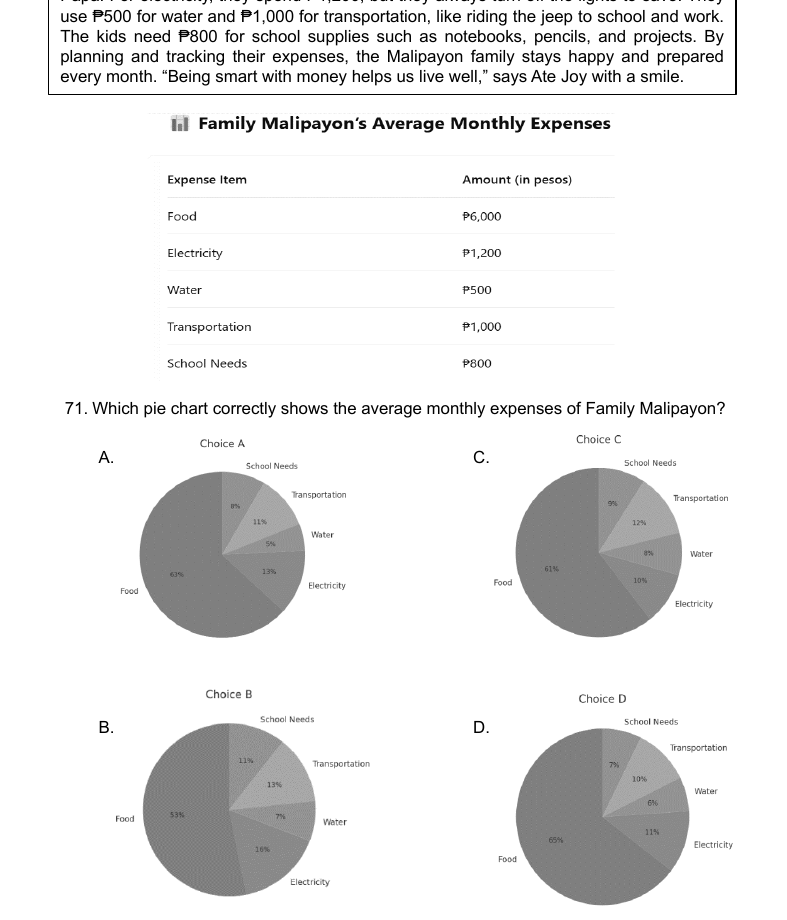 use ₱500 for water and ₱1,000 for transportation, like riding the jeep to school and work.
The kids need ₱800 for school supplies such as notebooks, pencils, and projects. By
planning and tracking their expenses, the Malipayon family stays happy and prepared
every month. “Being smart with money helps us live well,” says Ate Joy with a smile.
Family Malipayon’s Average Monthly Expenses
Expense Item Amount (in pesos)
Food ₱6,000
Electricity ₱1,200
Water ₱500
Transportation ₱1,000
School Needs ₱800
71. Which pie chart correctly shows the average monthly expenses of Family Malipayon?
A.
Choice A
School Needs
8%
Transportation
11%
Water
5%
Electricity
13%
Food
63%
C.
Choice C
School Needs
9%
Transportation
12%
Water
8%
Electricity
10%
Food
61%
B.
Choice B
School Needs
11%
Transportation
13%
Water
7%
Electricity
16%
Food
53%
D.
Choice D
School Needs
7%
Transportation
10%
Water
6%
Electricity
11%
Food
65%